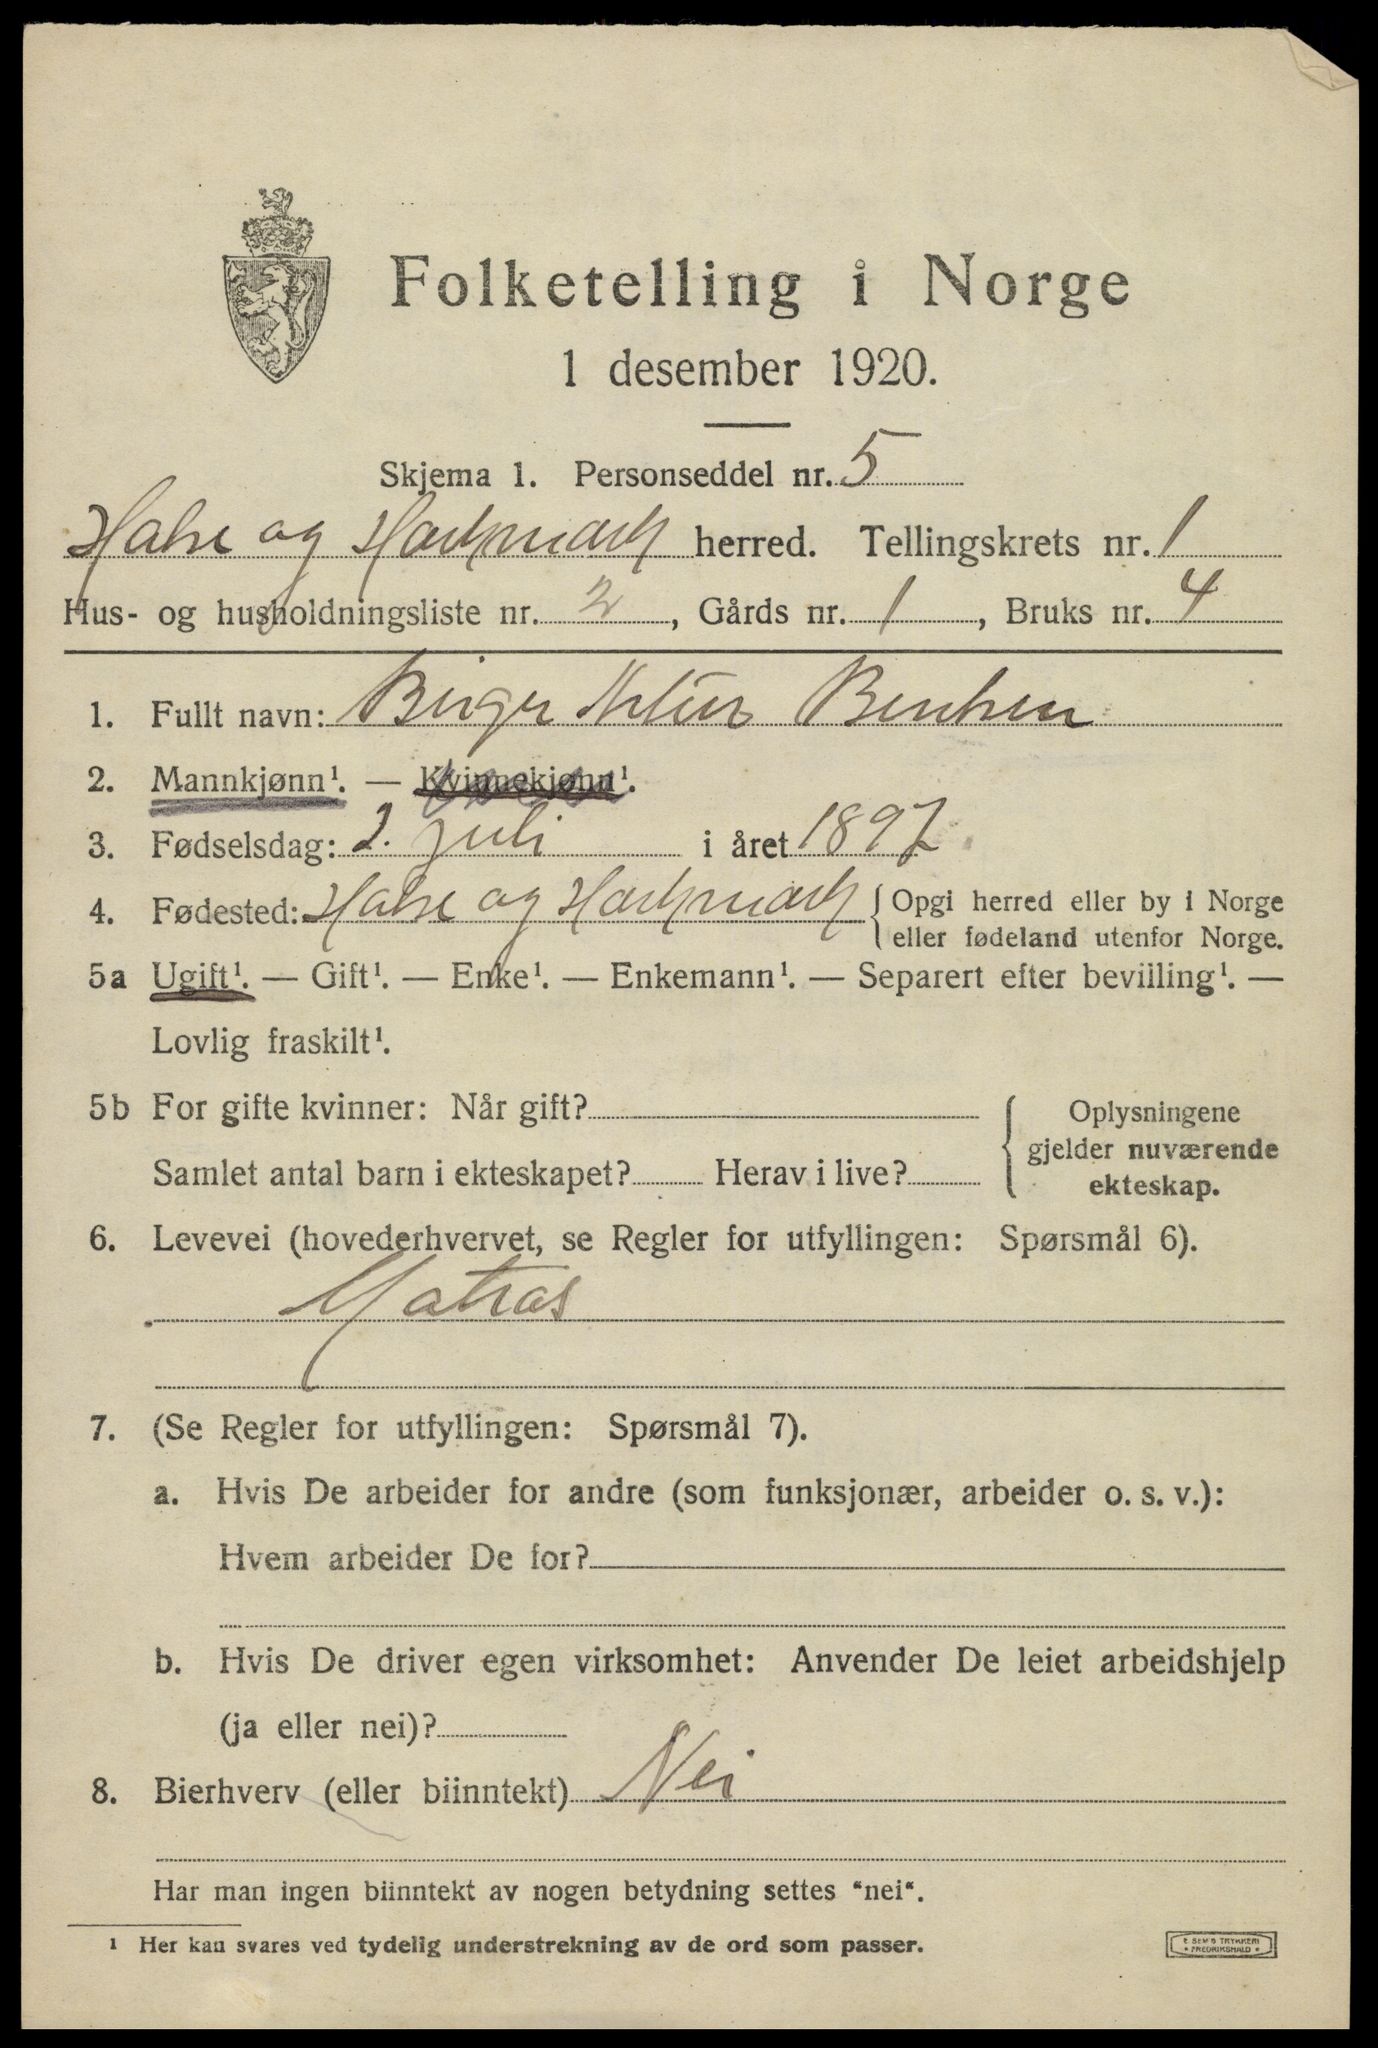 Folketelling i Norge
1 desember 1920.
Skjema 1. Personseddel nr. 5
Halse og Harkmark herred. Tellingskrets nr. 1
Hus- og husholdningsliste nr. 2, Gårds nr. 1, Bruks nr. 4
1. Fullt navn: Birger Artur Bentsen
2. Mannkjønn¹. — Kvinnekjønn¹.
3. Fødselsdag: 2. juli i året 1897
4. Fødested: Halse og Harkmark { Opgi herred eller by i Norge
eller fødeland utenfor Norge.
5a Ugift¹. — Gift¹. — Enke¹. — Enkemann¹. — Separert efter bevilling¹. —
Lovlig fraskilt¹.
5b For gifte kvinner: Når gift? { Oplysningene
gjelder nuværende
ekteskap.
Samlet antal barn i ekteskapet? Herav i live?
6. Levevei (hovederhvervet, se Regler for utfyllingen: Spørsmål 6).
Matros
7. (Se Regler for utfyllingen: Spørsmål 7).
a. Hvis De arbeider for andre (som funksjonær, arbeider o. s. v.):
Hvem arbeider De for?
b. Hvis De driver egen virksomhet: Anvender De leiet arbeidshjelp
(ja eller nei)?
8. Bierhverv (eller biinntekt) Nei
Har man ingen biinntekt av nogen betydning settes "nei".
¹ Her kan svares ved tydelig understrekning av de ord som passer.
E. SEM'S TRYKKERI
* FREDRIKSHALD *